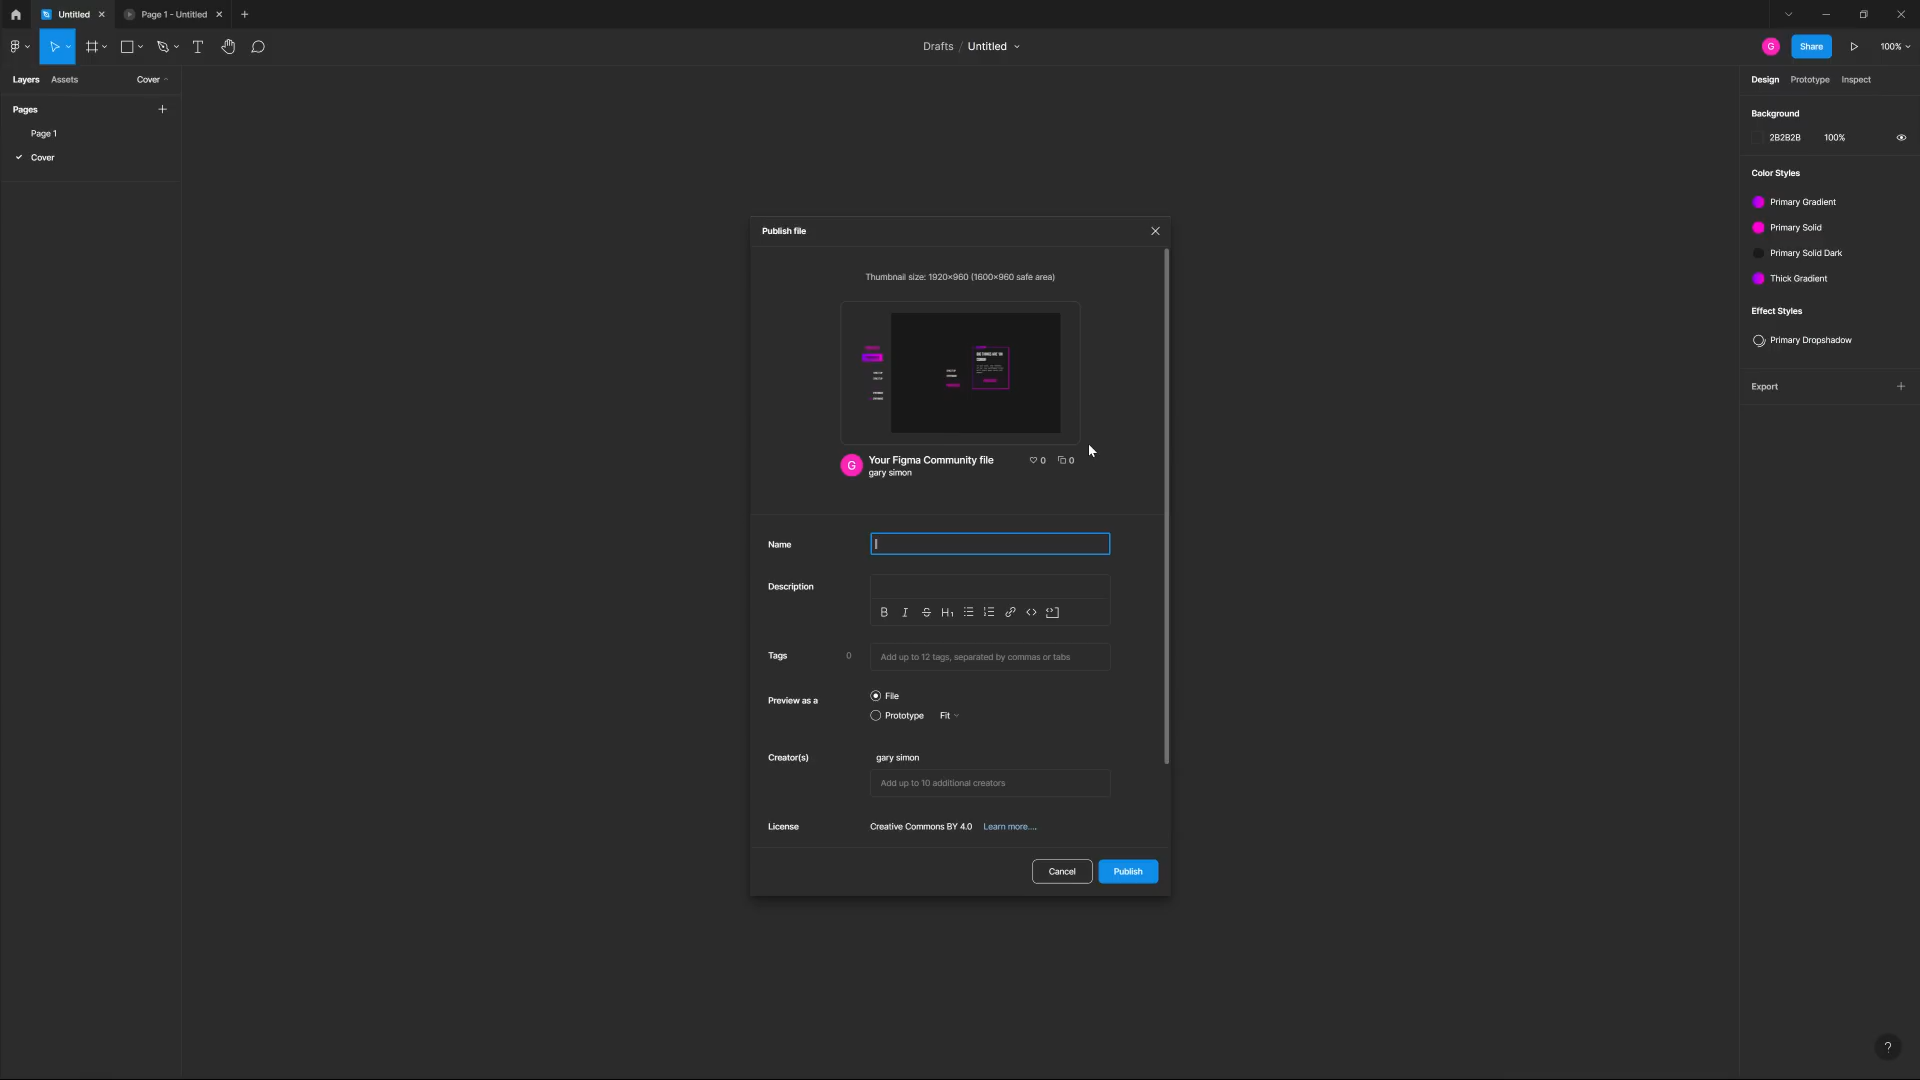 Untitled
Page 1 - Untitled
Drafts / Untitled
G
Share
100%
Layers
Assets
Cover
Design
Prototype
Inspect
Pages
Page 1
Cover
Background
2B2B2B
100%
Color Styles
Primary Gradient
Primary Solid
Primary Solid Dark
Thick Gradient
Effect Styles
Primary Dropshadow
Export
Publish file
Thumbnail size: 1920×960 (1600×960 safe area)
G
Your Figma Community file
0
0
gary simon
Name
Description
B I S H1
Tags
0
Add up to 12 tags, separated by commas or tabs
Preview as a
File
Prototype
Fit
Creator(s)
gary simon
Add up to 10 additional creators
License
Creative Commons BY 4.0
Learn more....
Cancel
Publish
?